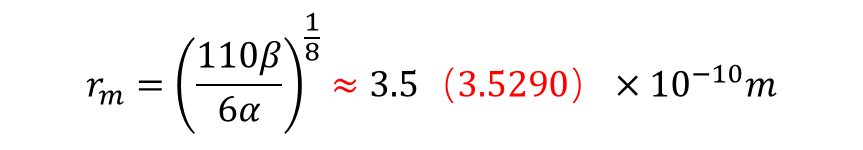 r_m = (110β/6α)^(1/8) ≈ 3.5（3.5290） × 10^-10 m